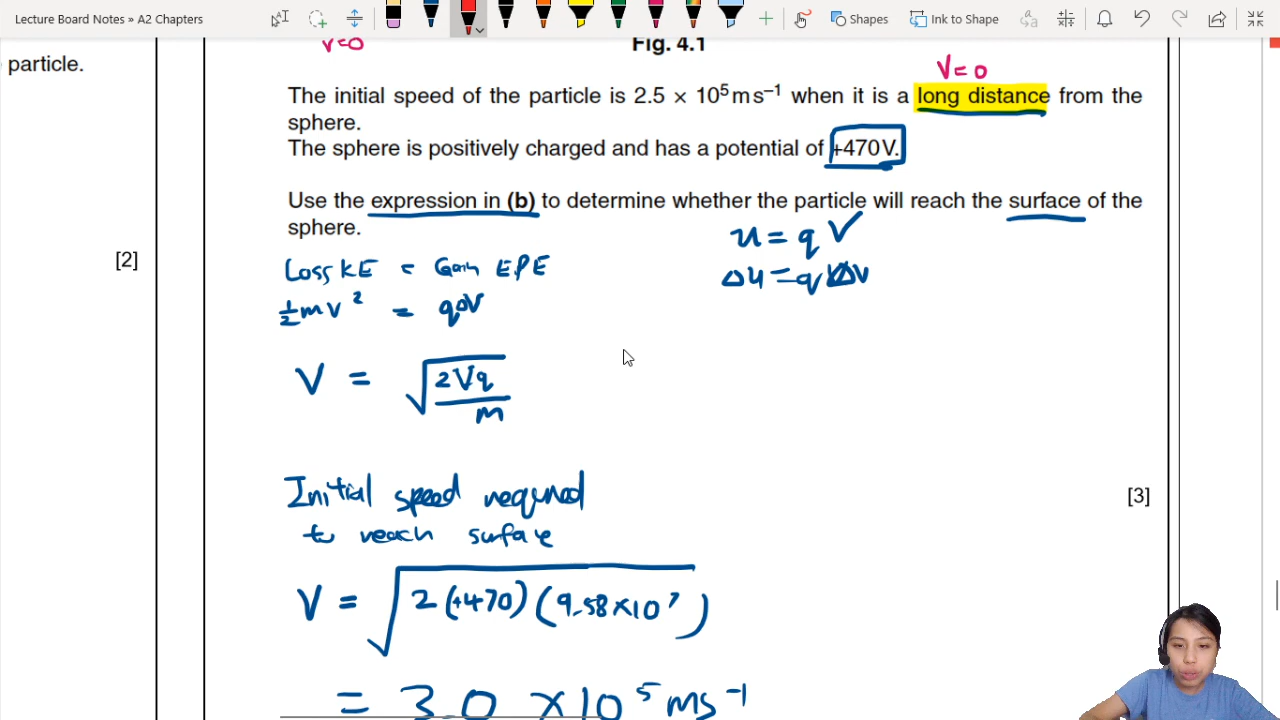 Lecture Board Notes » A2 Chapters
Shapes
Ink to Shape
V=0
Fig. 4.1
particle.
V=0
The initial speed of the particle is 2.5 × 10⁵ m s⁻¹ when it is a long distance from the
sphere.
The sphere is positively charged and has a potential of +470 V.
Use the expression in (b) to determine whether the particle will reach the surface of the
sphere.
u = qV
Δu = qΔV
[2]
Loss KE = Gain EPE
½mv² = qΔV
V = √(2Vq/m)
Initial speed required
[3]
to reach surface
V = √(2(+470)(9.58×10⁷))
= 3.0 ×10⁵ ms⁻¹